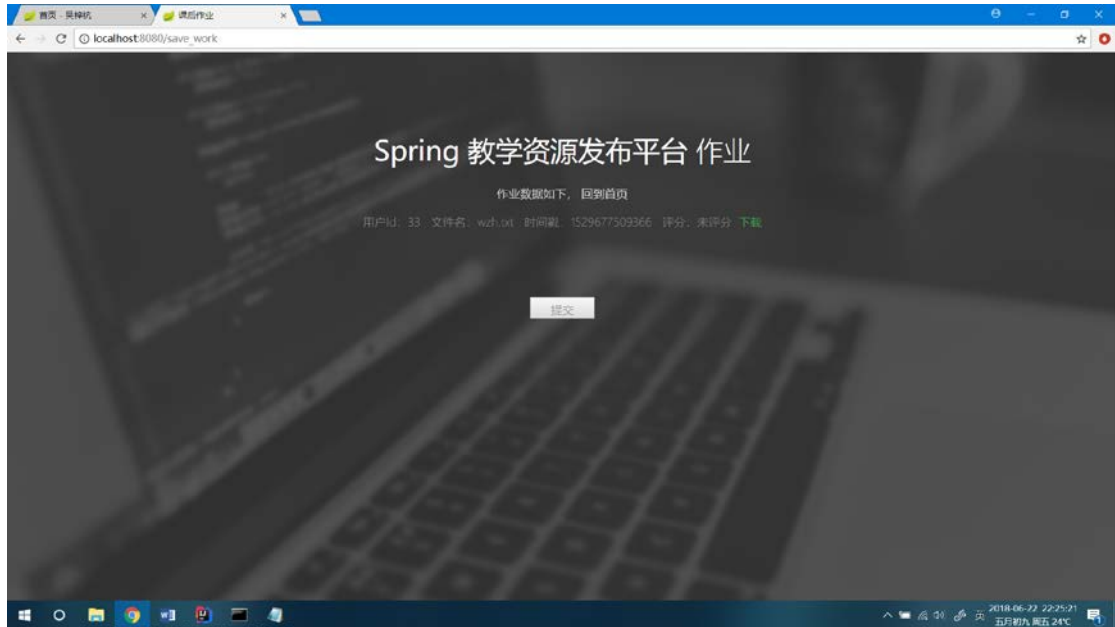 首页 - 吴梓杭
课后作业
localhost:8080/save_work
Spring 教学资源发布平台 作业
作业数据如下, 回到首页
用户Id: 33 文件名: wzh.txt 时间戳: 1529677509366 评分: 未评分 下载
提交
英
2018-06-22 22:25:21
五月初九 周五 24℃